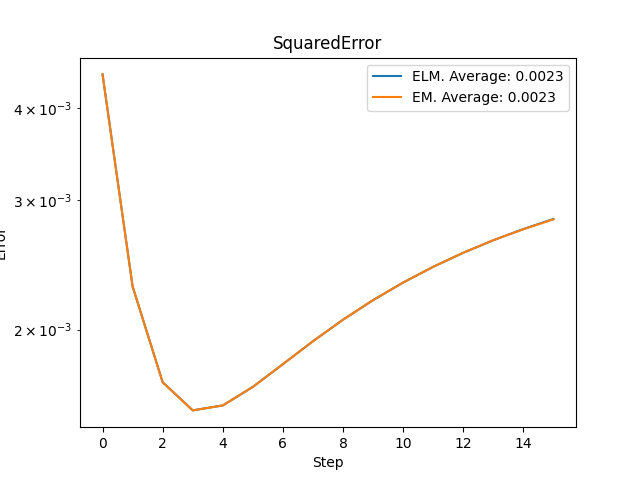 SquaredError
ELM. Average: 0.0023
EM. Average: 0.0023
4 × 10⁻³
3 × 10⁻³
2 × 10⁻³
Error
0 2 4 6 8 10 12 14
Step